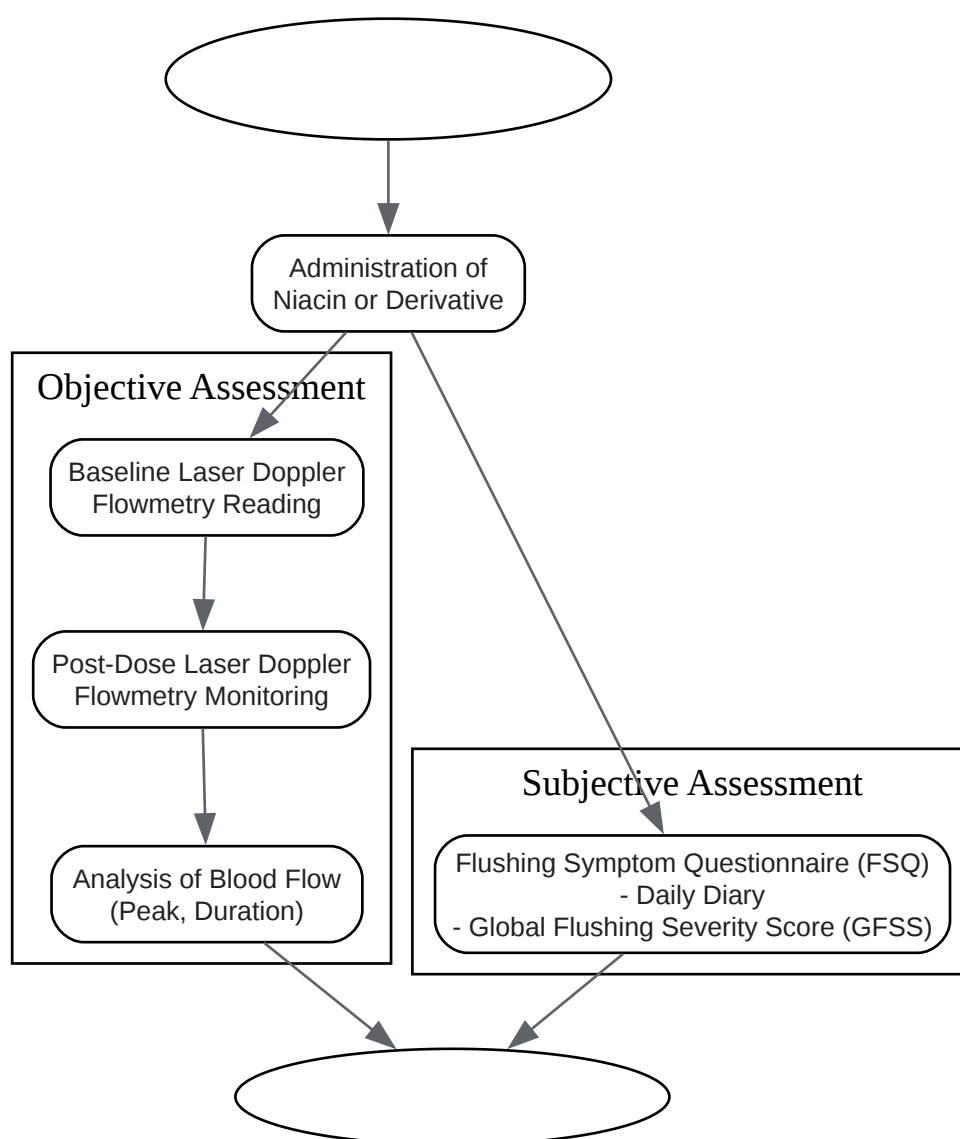 Administration of
Niacin or Derivative
Objective Assessment
Baseline Laser Doppler
Flowmetry Reading
Post-Dose Laser Doppler
Flowmetry Monitoring
Analysis of Blood Flow
(Peak, Duration)
Subjective Assessment
Flushing Symptom Questionnaire (FSQ)
- Daily Diary
- Global Flushing Severity Score (GFSS)